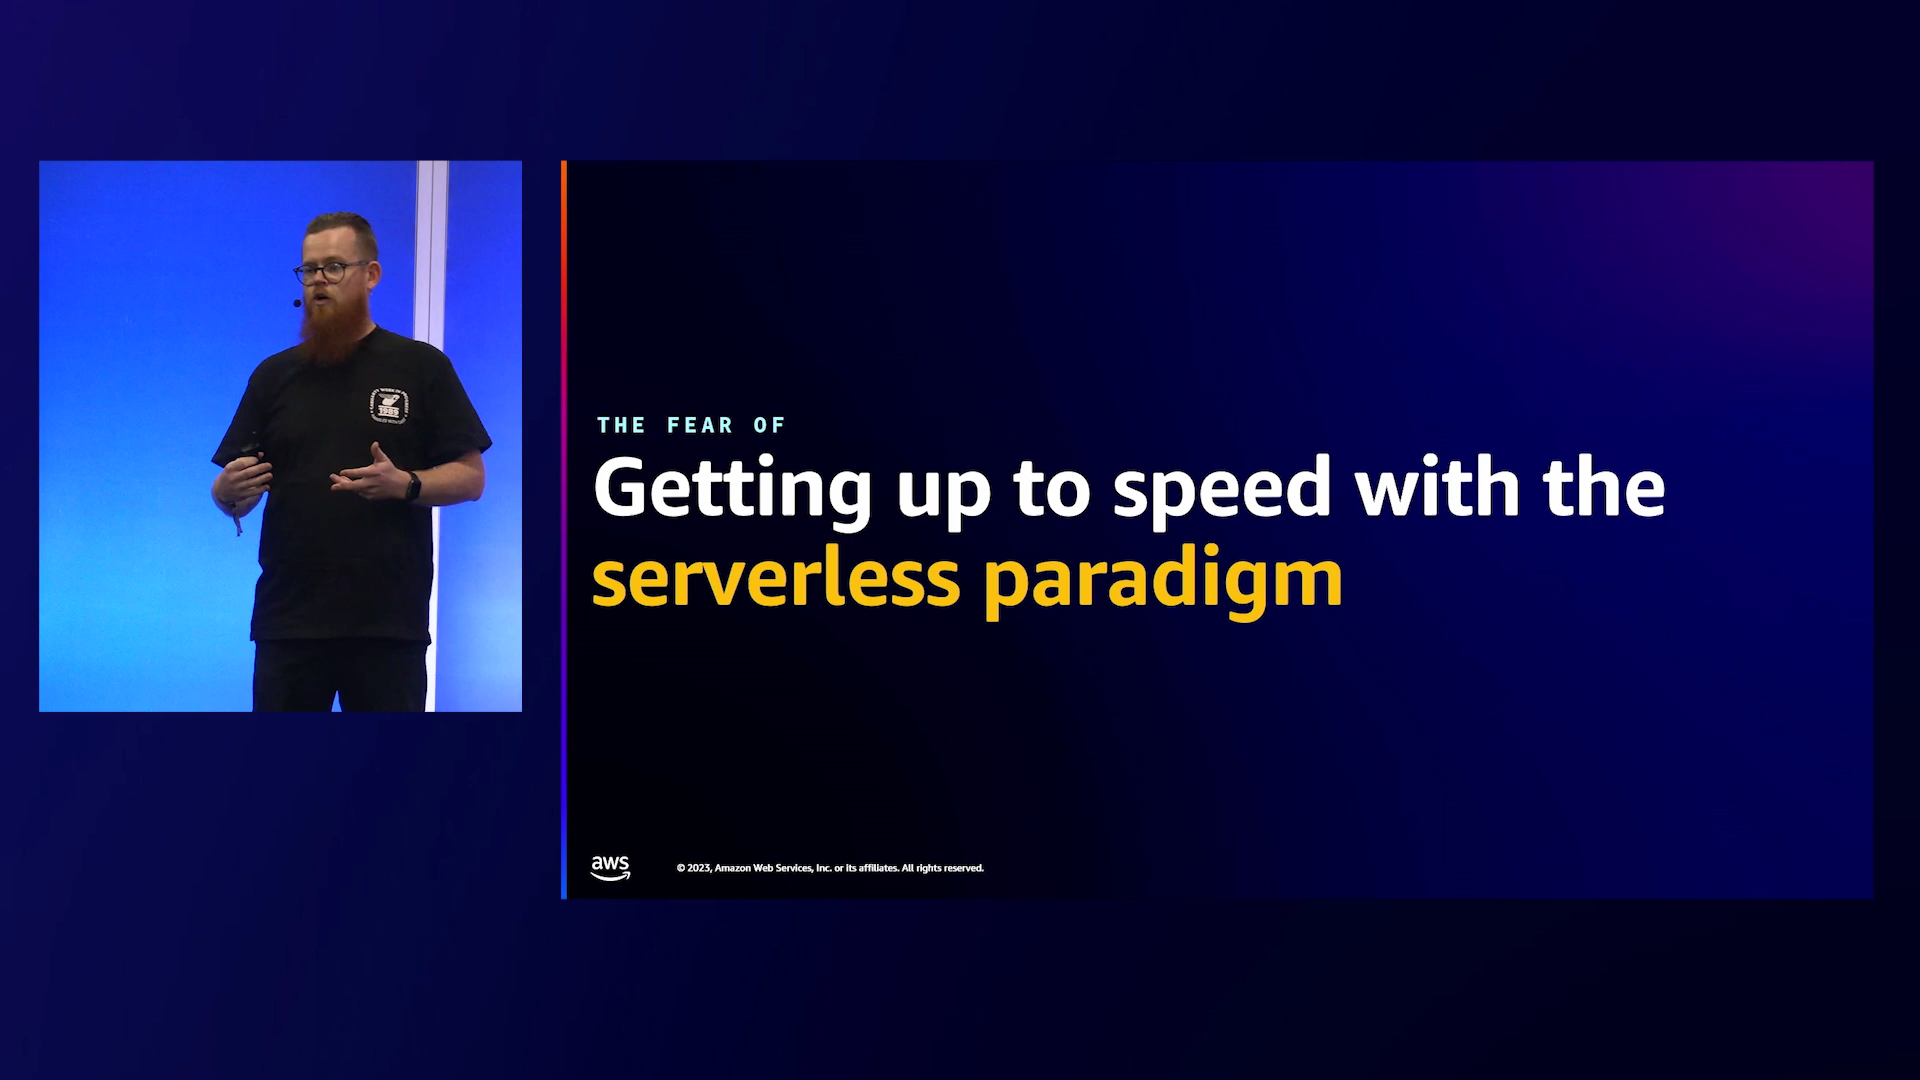 THE FEAR OF
Getting up to speed with the
serverless paradigm
aws
© 2023, Amazon Web Services, Inc. or its affiliates. All rights reserved.
1989